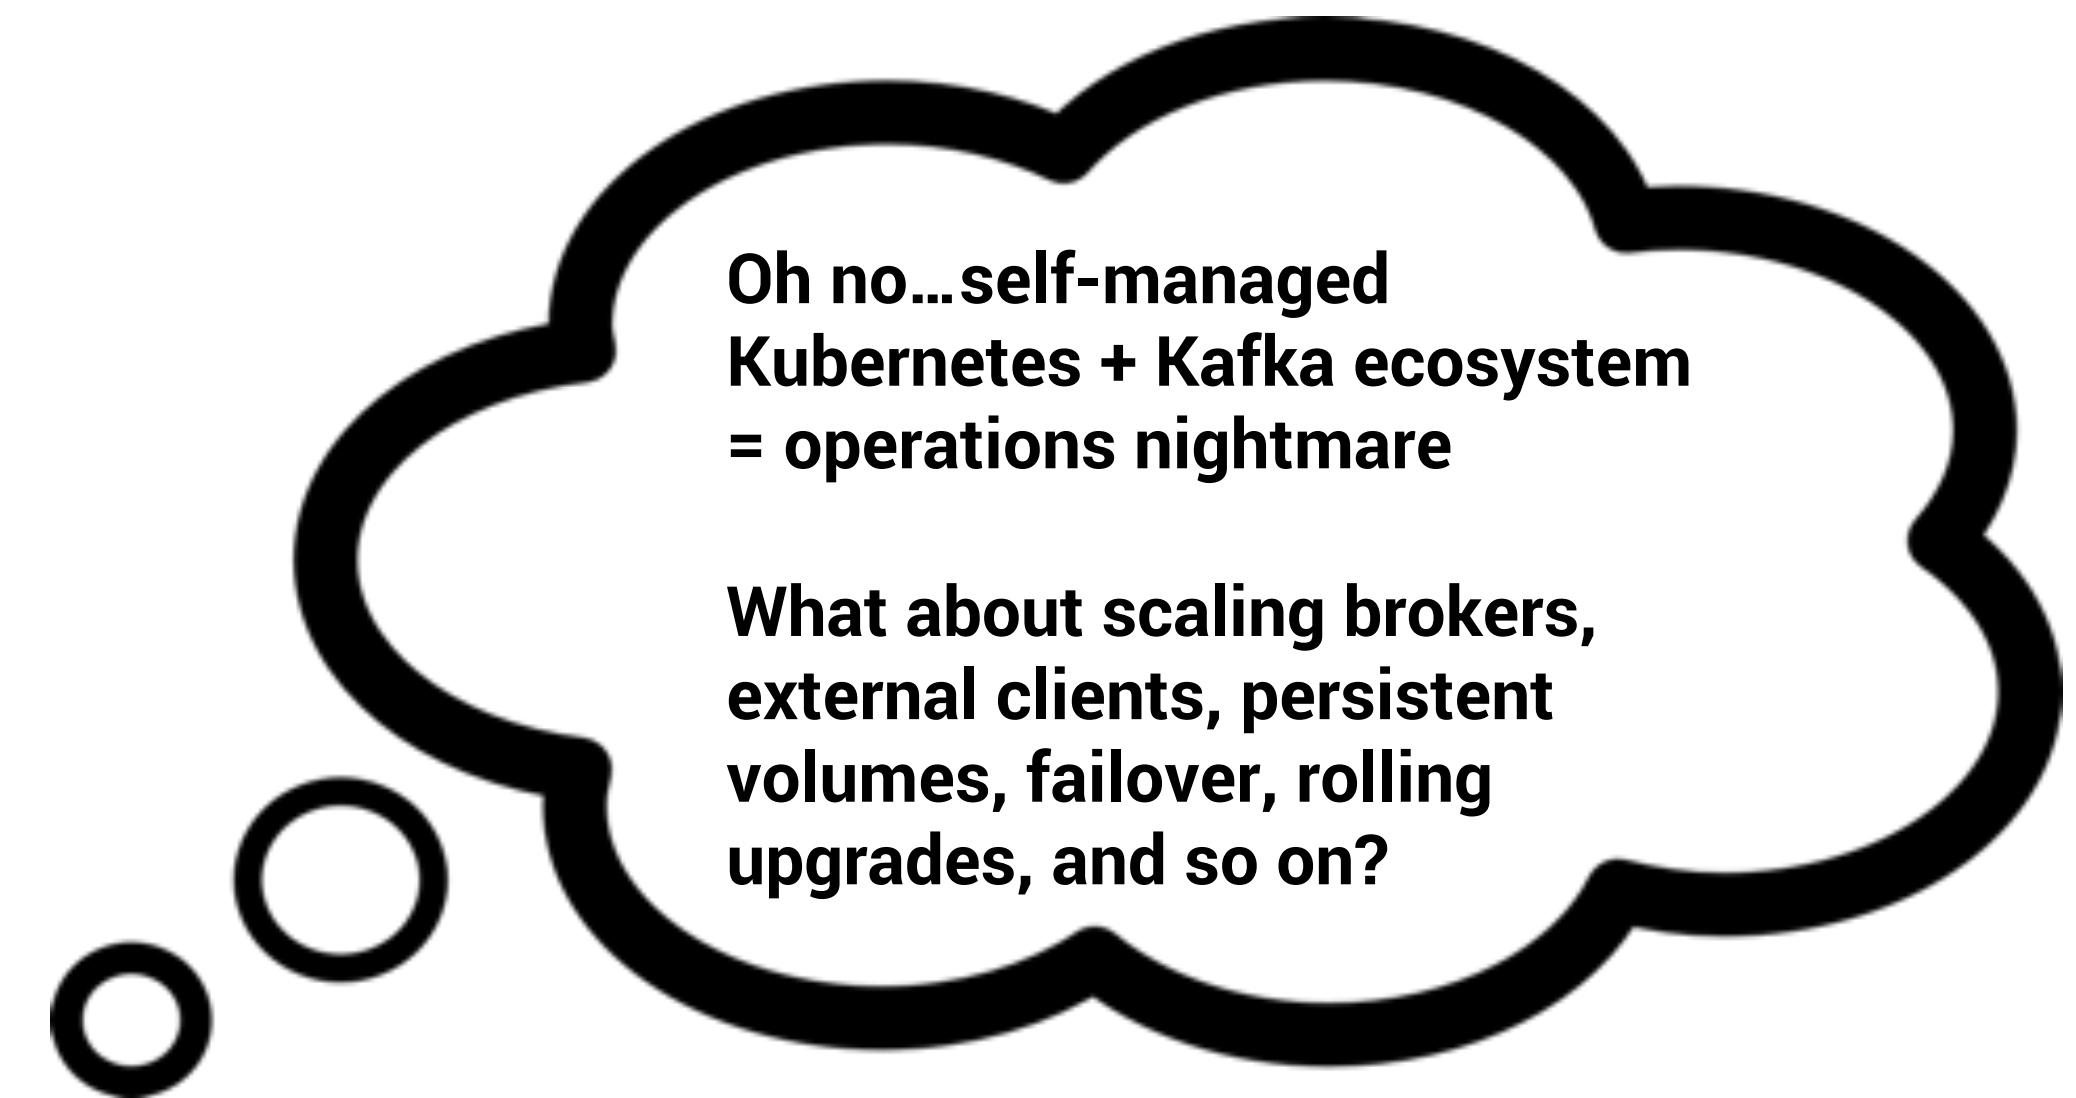 Oh no…self-managed
Kubernetes + Kafka ecosystem
= operations nightmare
What about scaling brokers,
external clients, persistent
volumes, failover, rolling
upgrades, and so on?